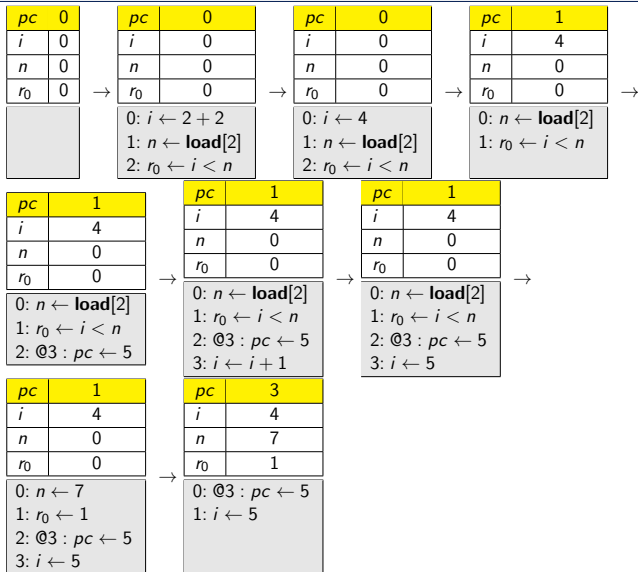 pc 0
i 0
n 0
r0 0
→
pc 0
i 0
n 0
r0 0
0: i ← 2 + 2
1: n ← load[2]
2: r0 ← i < n
→
pc 0
i 0
n 0
r0 0
0: i ← 4
1: n ← load[2]
2: r0 ← i < n
→
pc 1
i 4
n 0
r0 0
0: n ← load[2]
1: r0 ← i < n
→
pc 1
i 4
n 0
r0 0
0: n ← load[2]
1: r0 ← i < n
2: @3 : pc ← 5
→
pc 1
i 4
n 0
r0 0
0: n ← load[2]
1: r0 ← i < n
2: @3 : pc ← 5
3: i ← i + 1
→
pc 1
i 4
n 0
r0 0
0: n ← load[2]
1: r0 ← i < n
2: @3 : pc ← 5
3: i ← 5
→
pc 1
i 4
n 0
r0 0
0: n ← 7
1: r0 ← 1
2: @3 : pc ← 5
3: i ← 5
→
pc 3
i 4
n 7
r0 1
0: @3 : pc ← 5
1: i ← 5